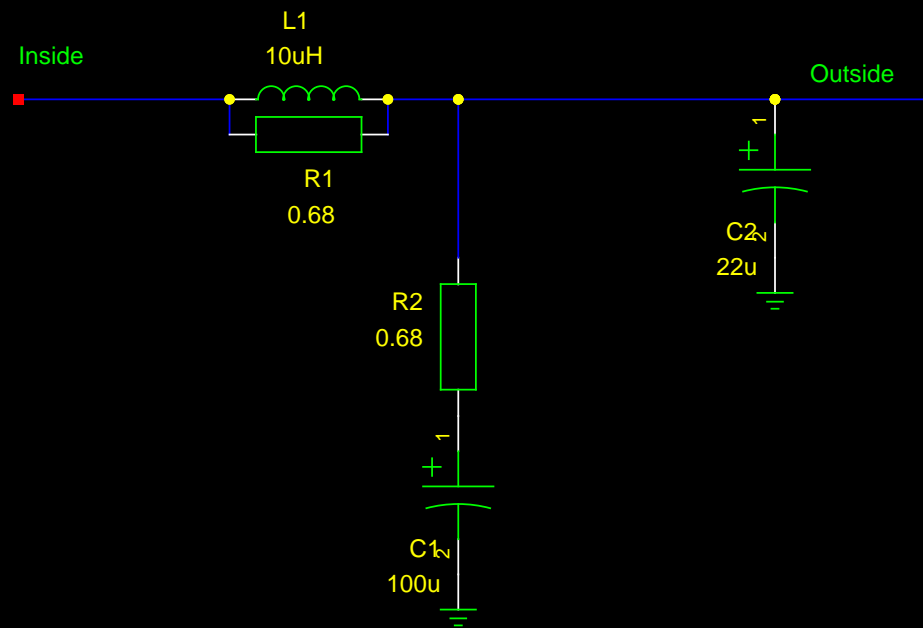 L1
10uH
Inside
Outside
1
+
R1
0.68
C2
2
22u
R2
0.68
1
+
C1
2
100u